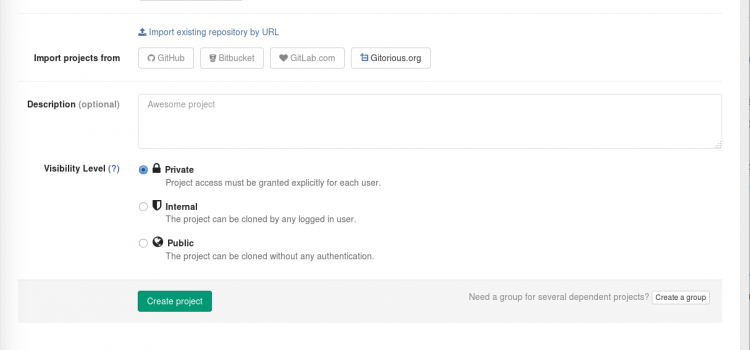 Import existing repository by URL
Import projects from GitHub Bitbucket GitLab.com Gitorious.org
Description (optional) Awesome project
Visibility Level (?) Private
Project access must be granted explicitly for each user.
Internal
The project can be cloned by any logged in user.
Public
The project can be cloned without any authentication.
Create project Need a group for several dependent projects? Create a group